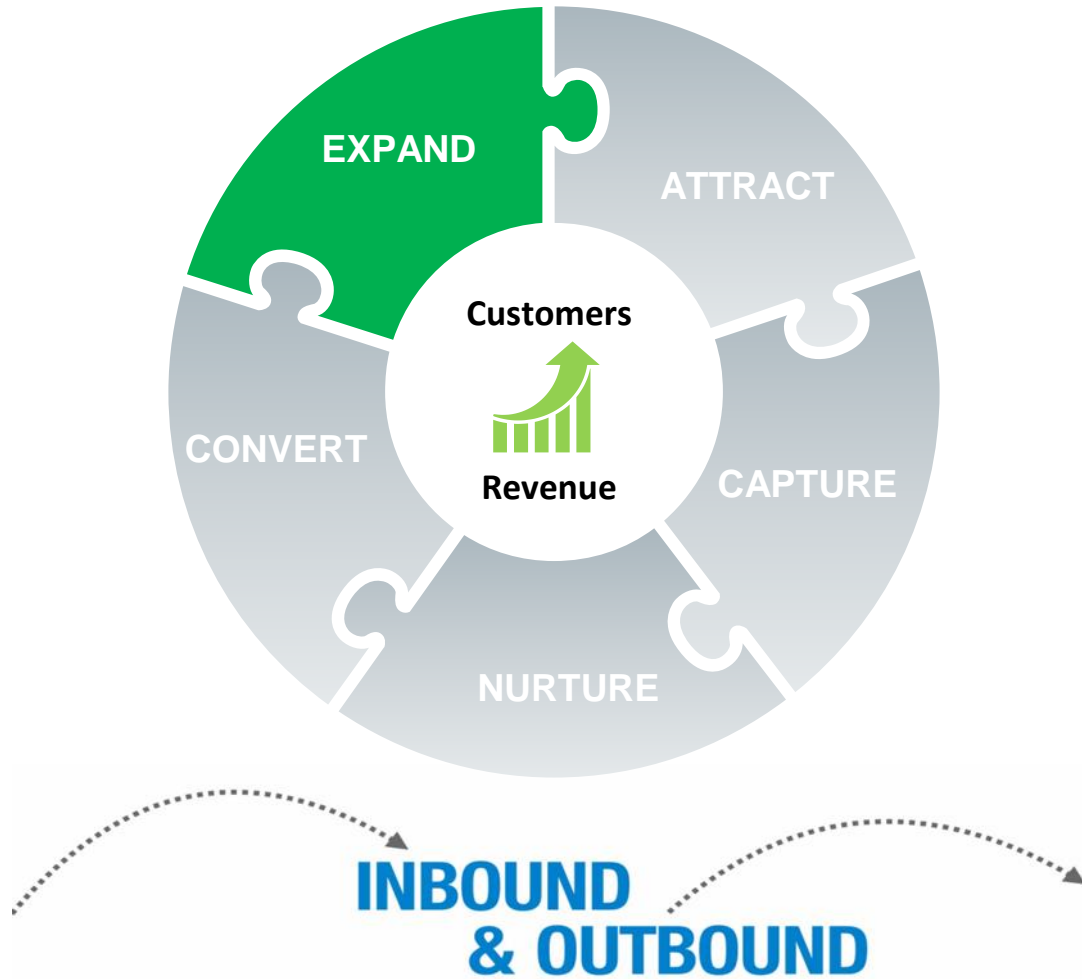 EXPAND
ATTRACT
Customers
CONVERT
CAPTURE
Revenue
NURTURE
INBOUND
& OUTBOUND